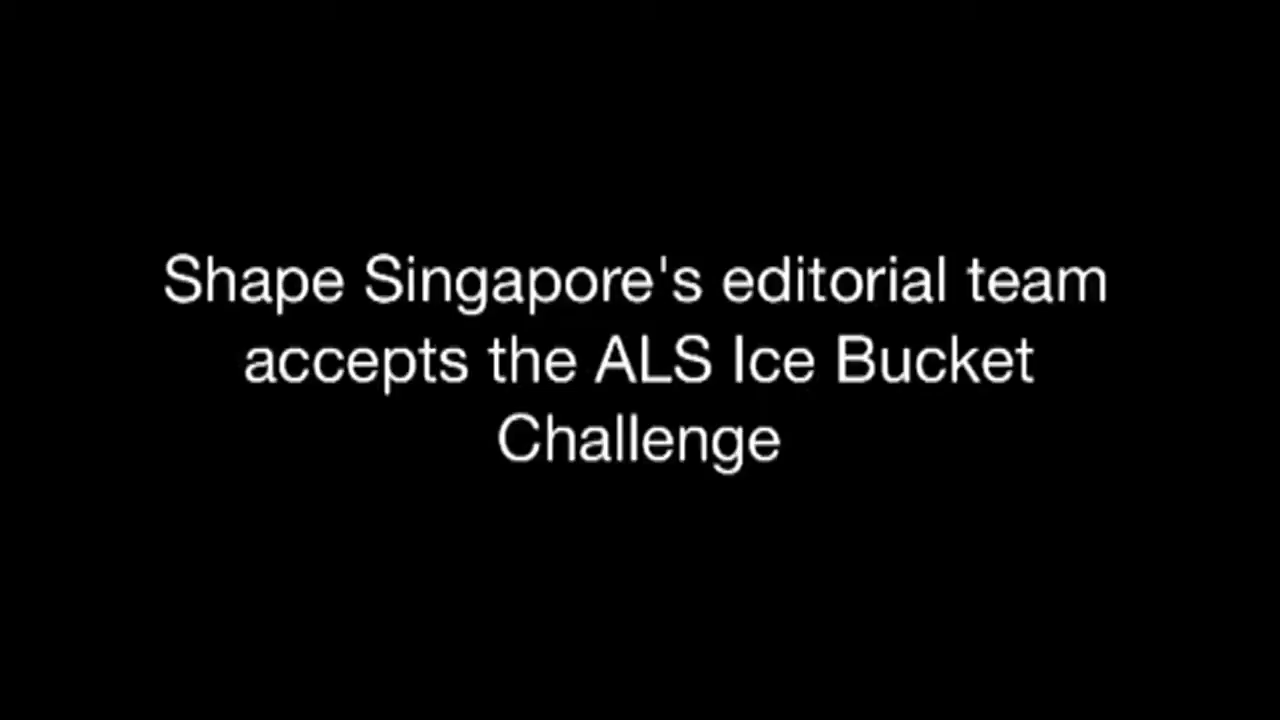 Shape Singapore's editorial team
accepts the ALS Ice Bucket
Challenge